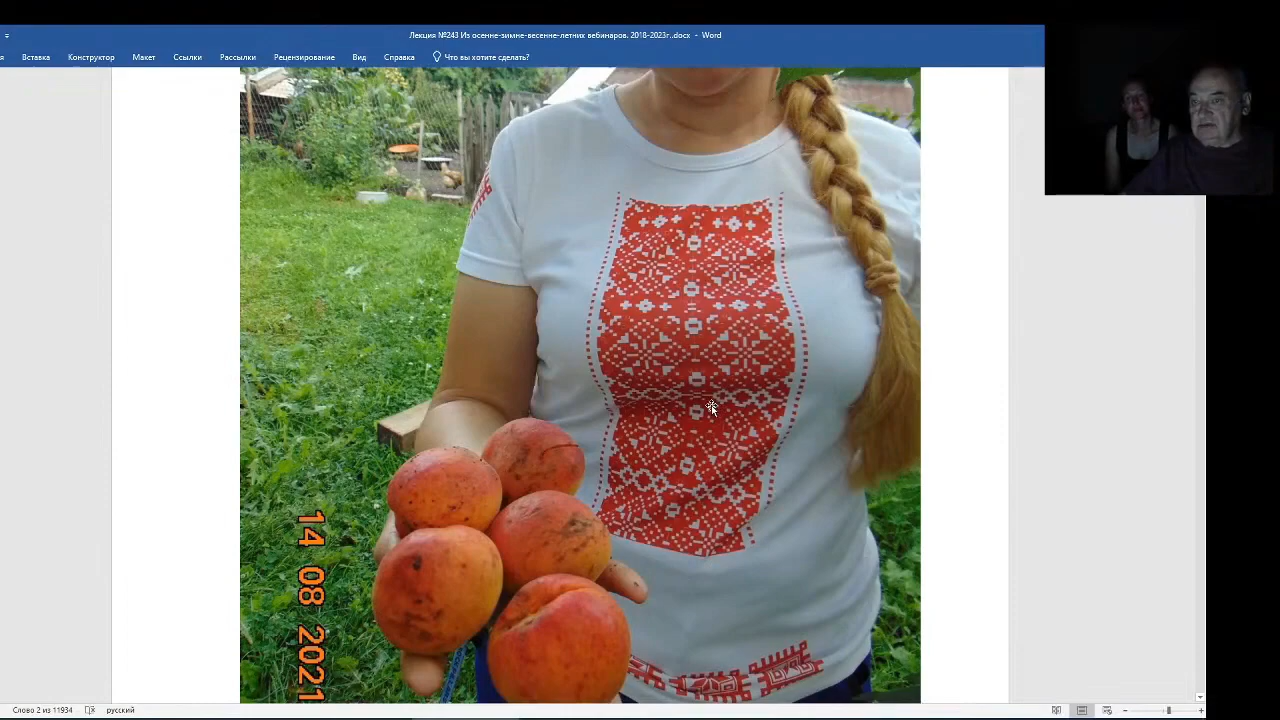 Лекция №243 Из осенне-зимне-весенне-летних вебинаров. 2018-2023г..docx - Word
Вставка Конструктор Макет Ссылки Рассылки Рецензирование Вид Справка Что вы хотите сделать?
14 08 2021
Слово 2 из 11934 русский